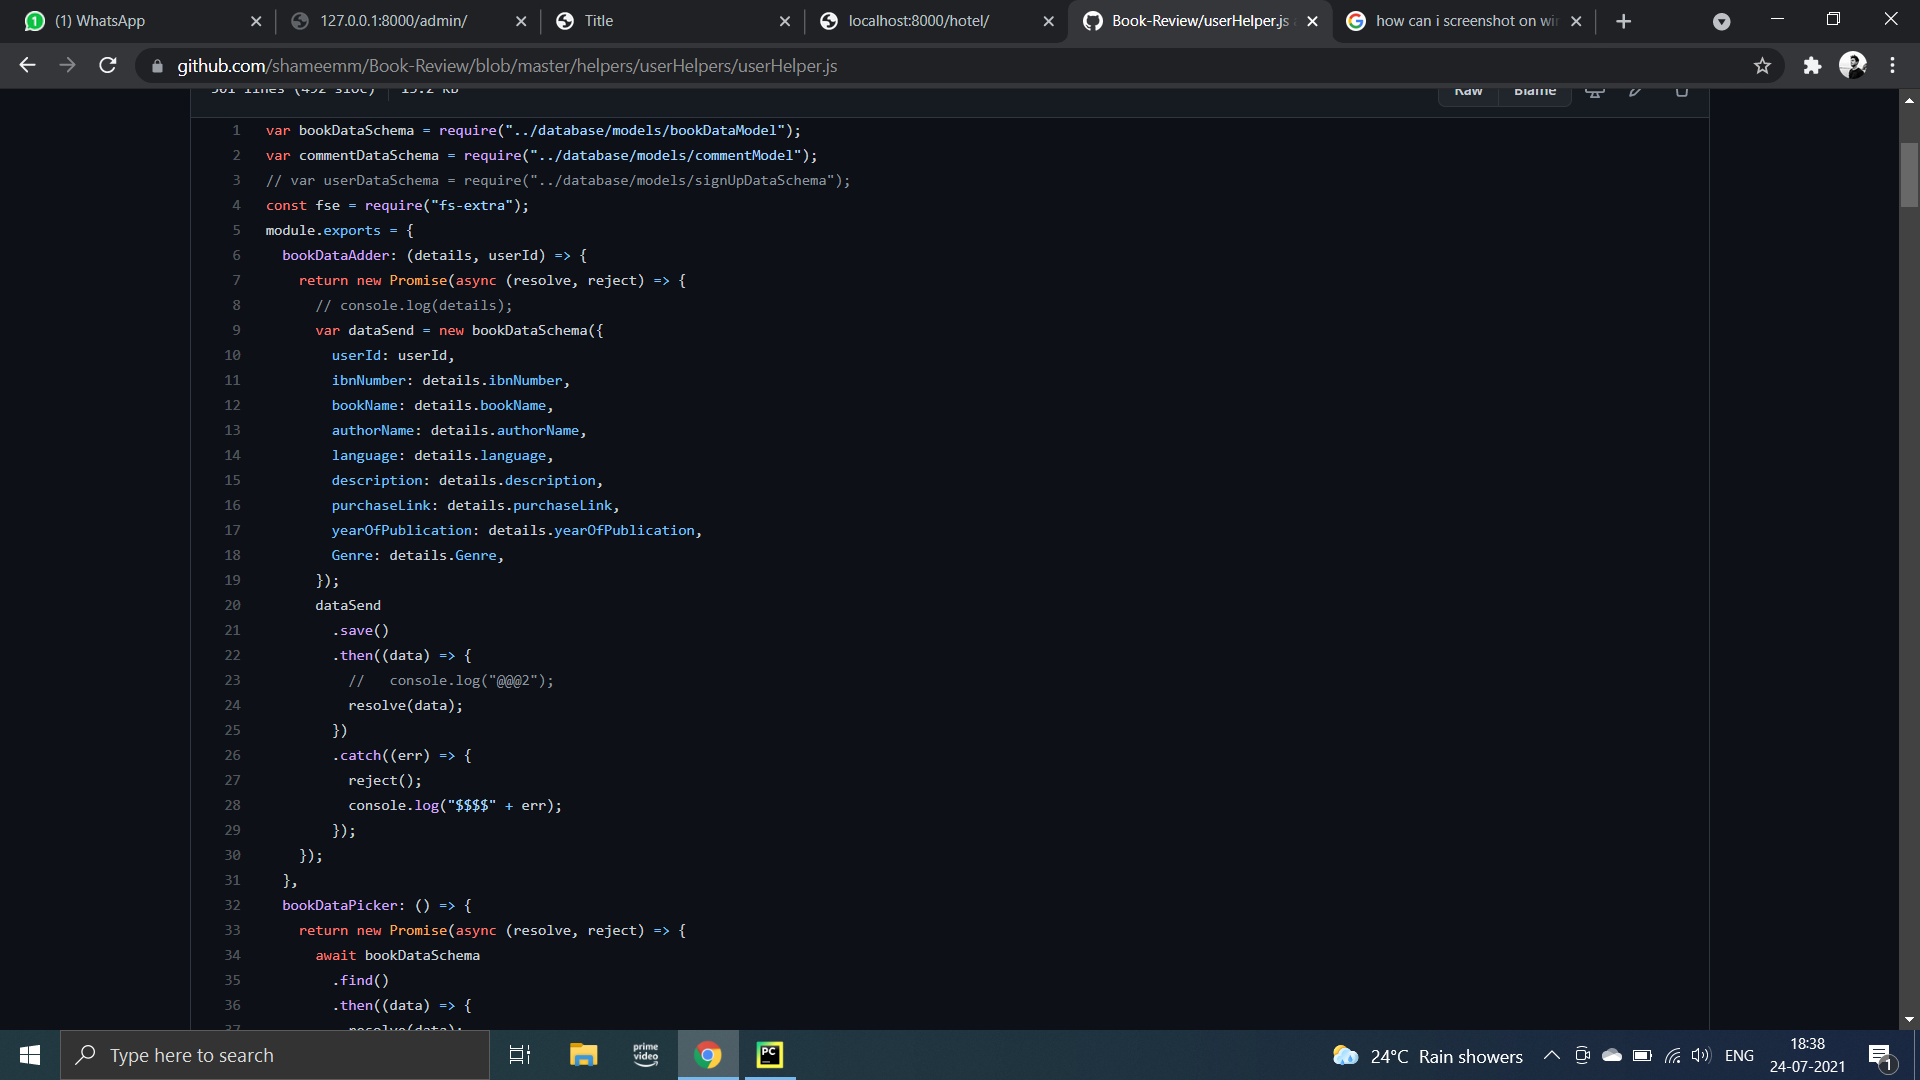 (1) WhatsApp
127.0.0.1:8000/admin/
Title
localhost:8000/hotel/
Book-Review/userHelper.js
how can i screenshot on wi
github.com/shameemm/Book-Review/blob/master/helpers/userHelpers/userHelper.js
Raw
Blame
1 var bookDataSchema = require("../database/models/bookDataModel");
2 var commentDataSchema = require("../database/models/commentModel");
3 // var userDataSchema = require("../database/models/signUpDataSchema");
4 const fse = require("fs-extra");
5 module.exports = {
6 bookDataAdder: (details, userId) => {
7 return new Promise(async (resolve, reject) => {
8 // console.log(details);
9 var dataSend = new bookDataSchema({
10 userId: userId,
11 ibnNumber: details.ibnNumber,
12 bookName: details.bookName,
13 authorName: details.authorName,
14 language: details.language,
15 description: details.description,
16 purchaseLink: details.purchaseLink,
17 yearOfPublication: details.yearOfPublication,
18 Genre: details.Genre,
19 });
20 dataSend
21 .save()
22 .then((data) => {
23 //   console.log("@@@2");
24 resolve(data);
25 })
26 .catch((err) => {
27 reject();
28 console.log("$$$$" + err);
29 });
30 });
31 },
32 bookDataPicker: () => {
33 return new Promise(async (resolve, reject) => {
34 await bookDataSchema
35 .find()
36 .then((data) => {
37 resolve(data);
Type here to search
prime video
PC
24°C Rain showers
ENG
18:38
24-07-2021
1